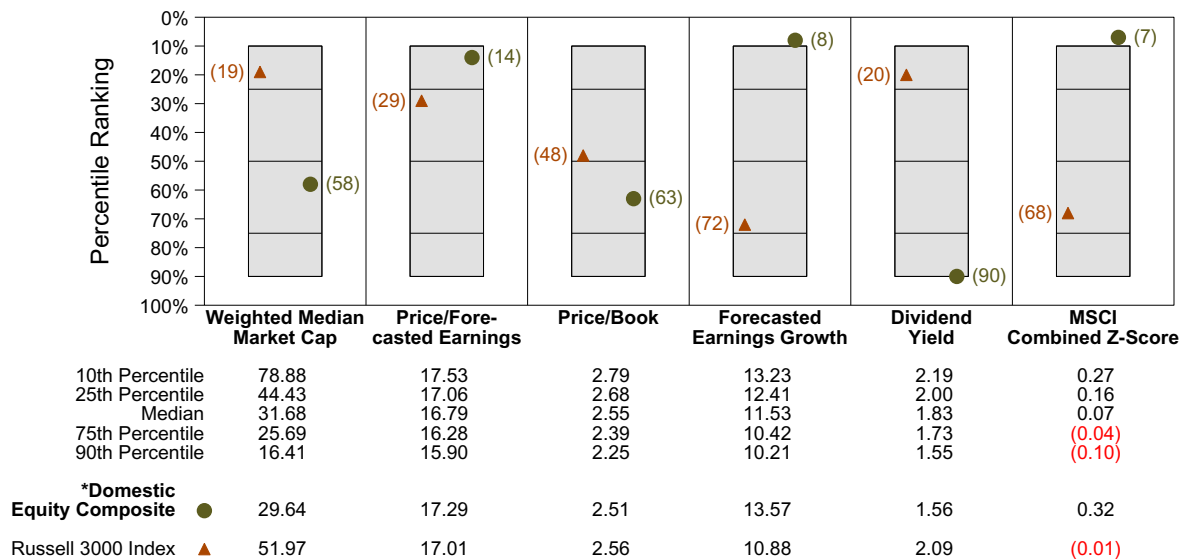 0%
10%
20%
30%
40%
50%
60%
70%
80%
90%
100%
Percentile Ranking
(19)
(58)
(14)
(29)
(48)
(63)
(8)
(72)
(20)
(90)
(7)
(68)
Weighted Median
Market Cap
Price/Fore-
casted Earnings
Price/Book
Forecasted
Earnings Growth
Dividend
Yield
MSCI
Combined Z-Score
10th Percentile 78.88 17.53 2.79 13.23 2.19 0.27
25th Percentile 44.43 17.06 2.68 12.41 2.00 0.16
Median 31.68 16.79 2.55 11.53 1.83 0.07
75th Percentile 25.69 16.28 2.39 10.42 1.73 (0.04)
90th Percentile 16.41 15.90 2.25 10.21 1.55 (0.10)
*Domestic
Equity Composite 29.64 17.29 2.51 13.57 1.56 0.32
Russell 3000 Index 51.97 17.01 2.56 10.88 2.09 (0.01)